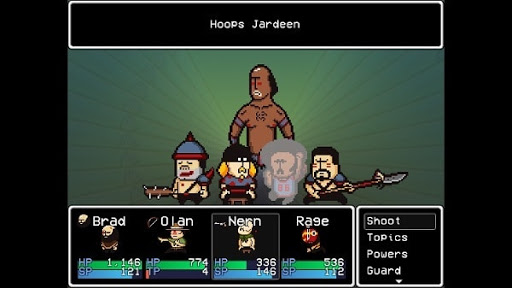 Hoops Jardeen
Brad Olan Nern Rage
HP 1,146 HP 774 HP 336 HP 536
SP 121 TP 4 SP 146 SP 112
Shoot
Topics
Powers
Guard